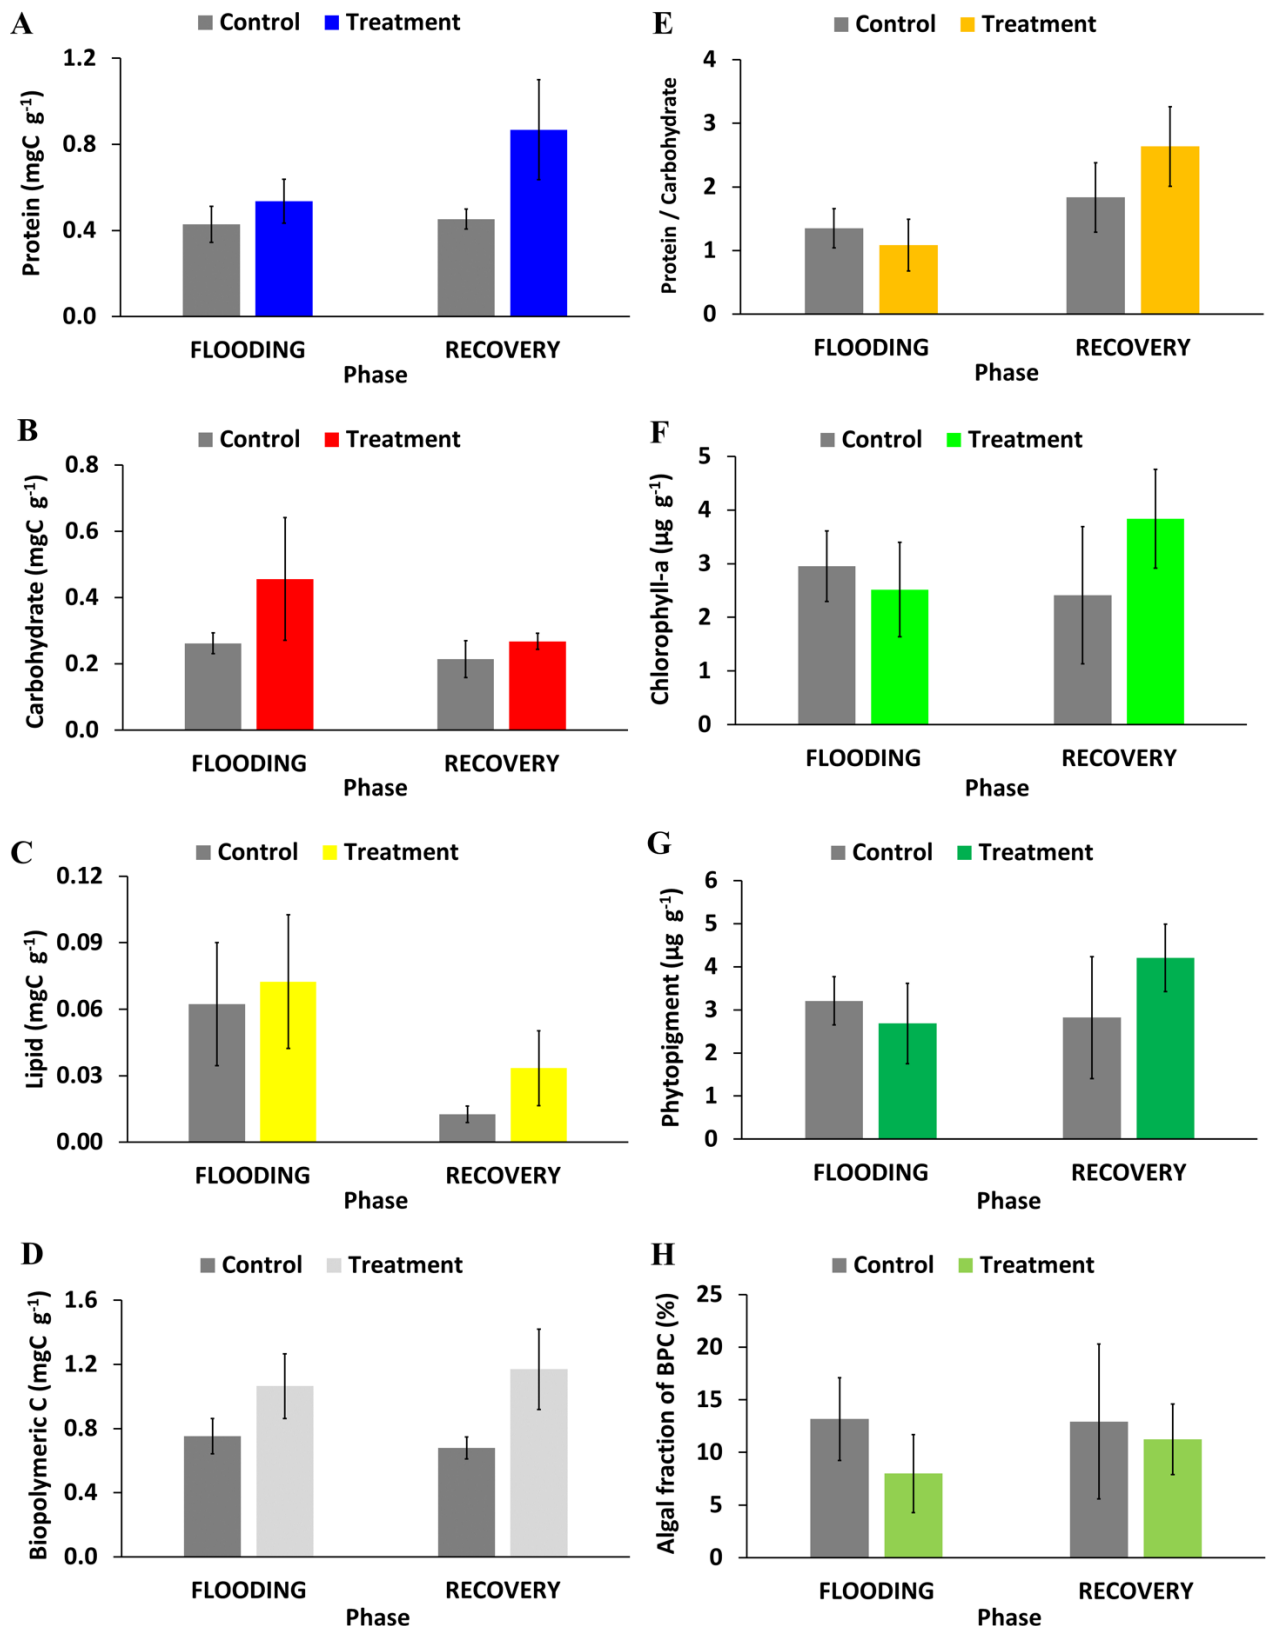 A
Control Treatment
Protein (mgC g-1)
1.2
0.8
0.4
0.0
FLOODING RECOVERY
Phase
B
Control Treatment
Carbohydrate (mgC g-1)
0.8
0.6
0.4
0.2
0.0
FLOODING RECOVERY
Phase
C
Control Treatment
Lipid (mgC g-1)
0.12
0.09
0.06
0.03
0.00
FLOODING RECOVERY
Phase
D
Control Treatment
Biopolymeric C (mgC g-1)
1.6
1.2
0.8
0.4
0.0
FLOODING RECOVERY
Phase
E
Control Treatment
Protein / Carbohydrate
4
3
2
1
0
FLOODING RECOVERY
Phase
F
Control Treatment
Chlorophyll-a (µg g-1)
5
4
3
2
1
0
FLOODING RECOVERY
Phase
G
Control Treatment
Phytopigment (µg g-1)
6
5
4
3
2
1
0
FLOODING RECOVERY
Phase
H
Control Treatment
Algal fraction of BPC (%)
25
20
15
10
5
0
FLOODING RECOVERY
Phase